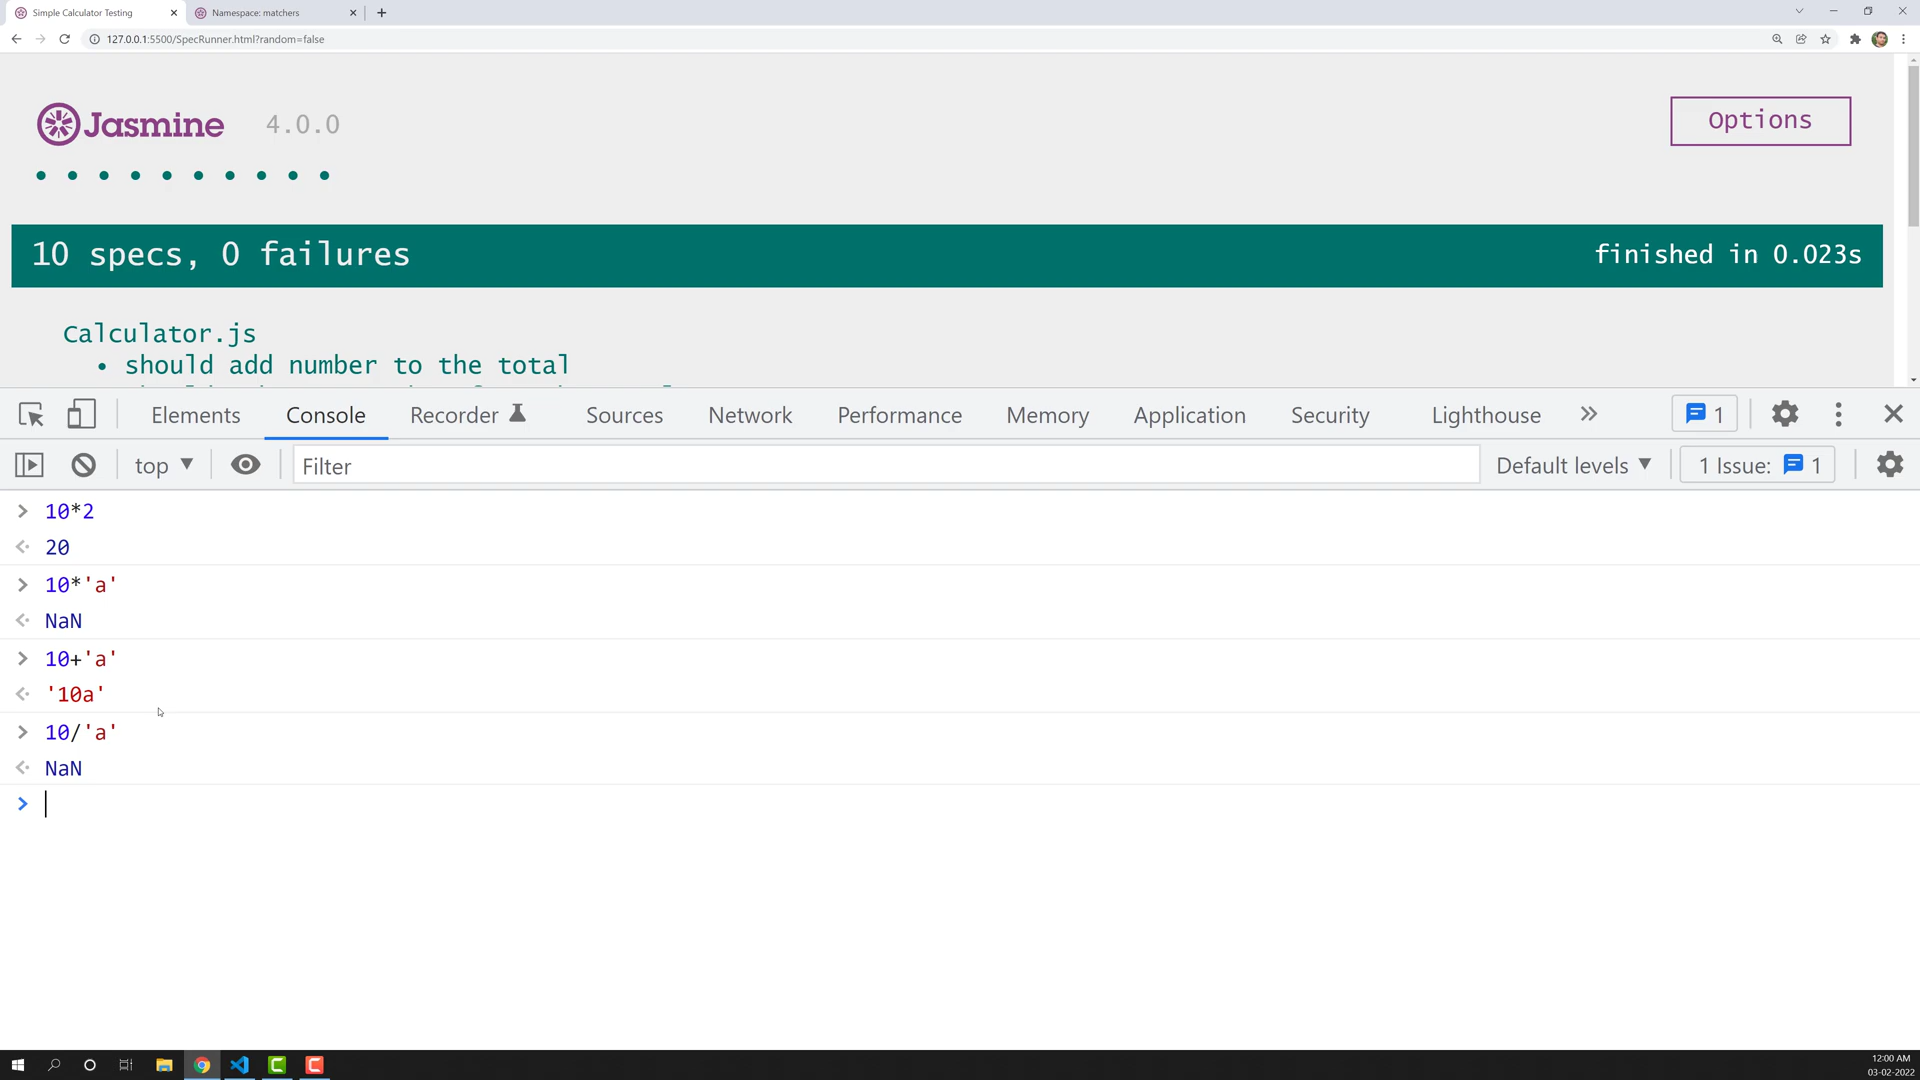 Simple Calculator Testing
Namespace: matchers
127.0.0.1:5500/SpecRunner.html?random=false
Jasmine 4.0.0
Options
10 specs, 0 failures
finished in 0.023s
Calculator.js
• should add number to the total
Elements Console Recorder Sources Network Performance Memory Application Security Lighthouse » 1
top Filter Default levels 1 Issue: 1
> 10*2
20
> 10*'a'
NaN
> 10+'a'
'10a'
> 10/'a'
NaN
>
12:00 AM
03-02-2022